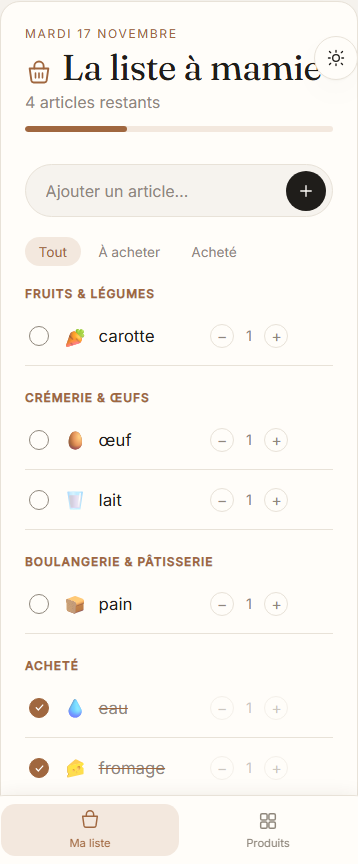 MARDI 17 NOVEMBRE
La liste à mamie
4 articles restants
Ajouter un article...
Tout À acheter Acheté
FRUITS & LÉGUMES
carotte − 1 +
CRÉMERIE & ŒUFS
œuf − 1 +
lait − 1 +
BOULANGERIE & PÂTISSERIE
pain − 1 +
ACHETÉ
eau − 1 +
fromage − 1 +
Ma liste Produits